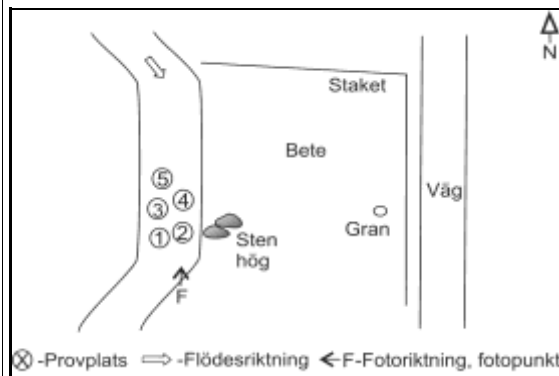 N
Staket
Bete
Väg
5
4
3
2
1
Gran
Sten
hög
F
X -Provplats -Flödesriktning F-Fotoriktning, fotopunkt